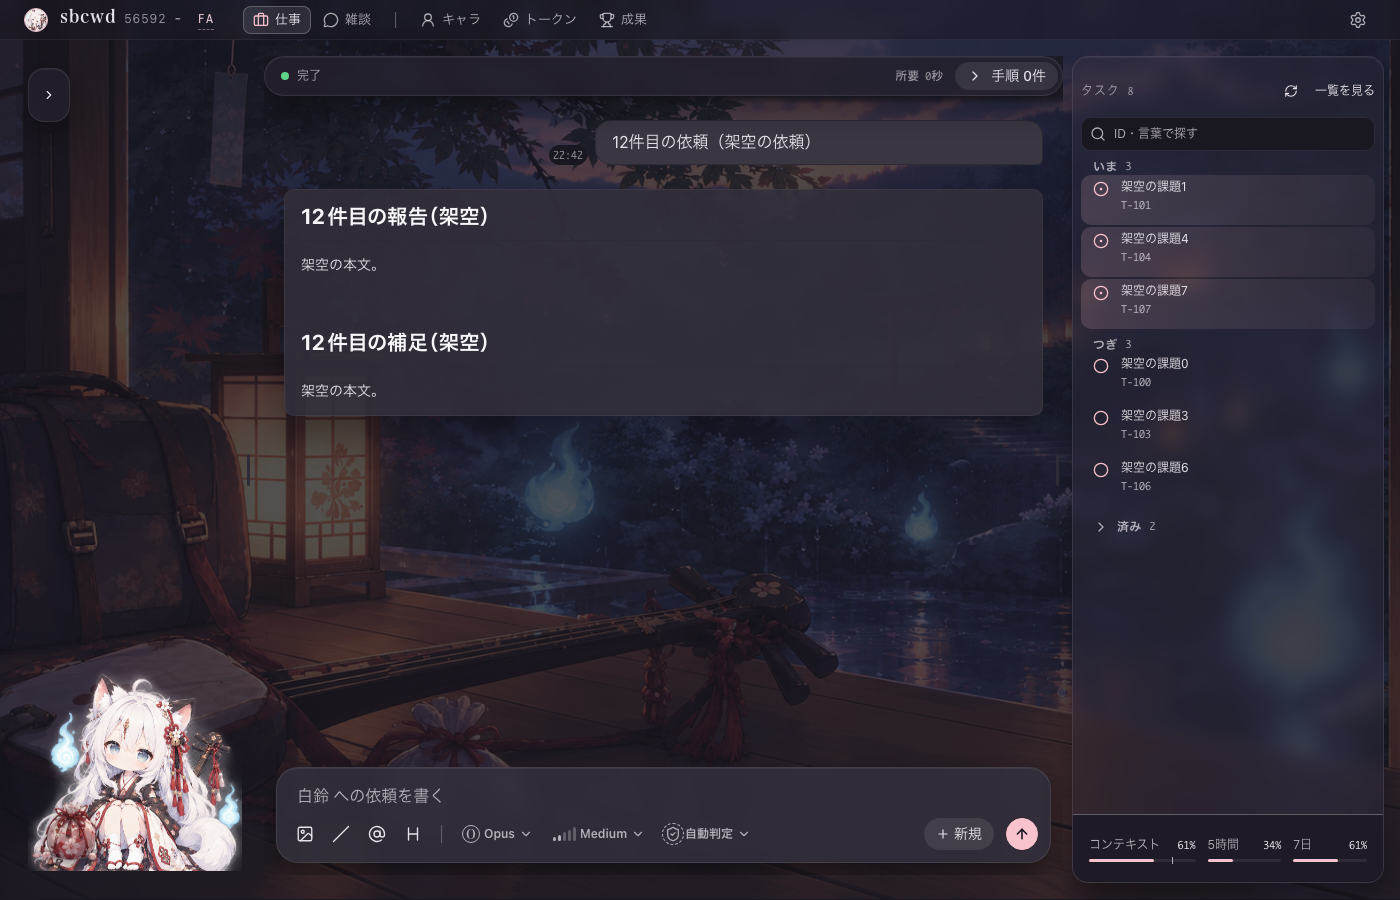 sbcwd 56592 - FA 仕事 雑談 キャラ トークン 成果
完了 所要 0秒 手順 0件
12件目の依頼（架空の依頼）
22:42
12件目の報告（架空）
架空の本文。
12件目の補足（架空）
架空の本文。
白鈴 への依頼を書く
Opus Medium 自動判定 新規
タスク 8 一覧を見る
ID・言葉で探す
いま 3
架空の課題1
T-101
架空の課題4
T-104
架空の課題7
T-107
つぎ 3
架空の課題0
T-100
架空の課題3
T-103
架空の課題6
T-106
済み 2
コンテキスト 61% 5時間 34% 7日 61%